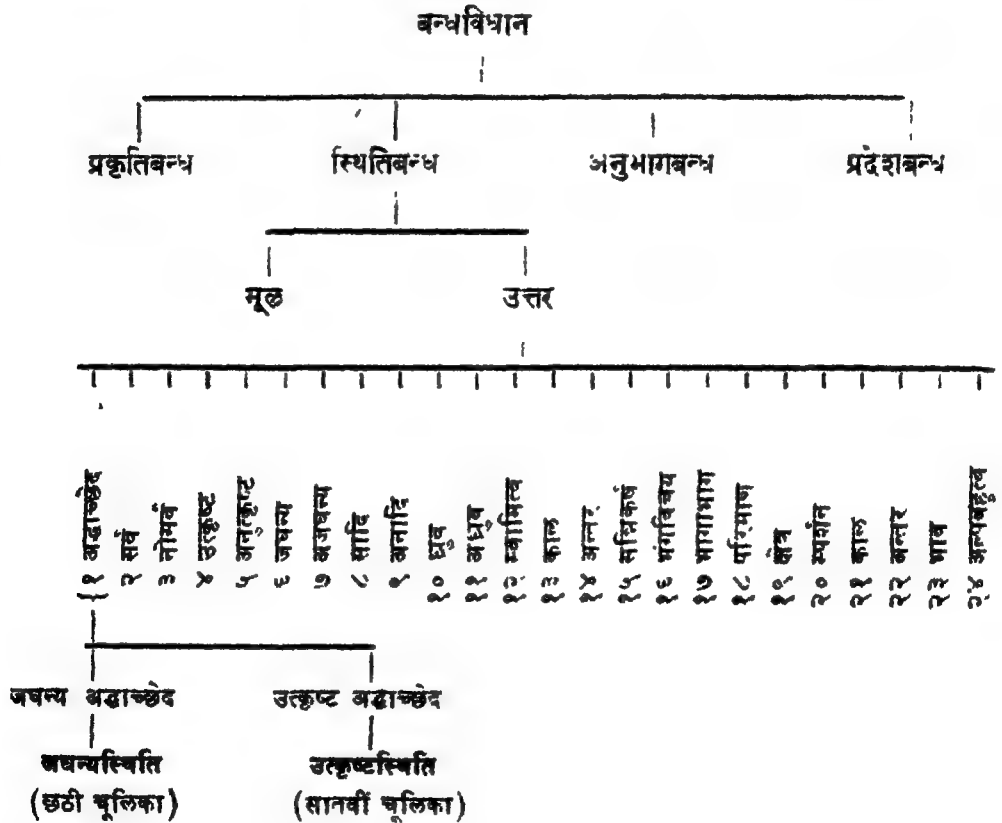 बन्धविधान
प्रकृतिबन्ध स्थितिबन्ध अनुभागबन्ध प्रदेशबन्ध
मूल उत्तर
१ अद्धाच्छेद
२ सर्व
३ नोसर्व
४ उत्कृष्ट
५ अनुत्कृष्ट
६ जघन्य
७ अजघन्य
८ सादि
९ अनादि
१० ध्रुव
११ अध्रुव
१२ स्वामित्व
१३ काल
१४ अन्तर
१५ सन्निकर्ष
१६ भंगविचय
१७ भागाभाग
१८ परिमाण
१९ क्षेत्र
२० स्पर्शन
२१ काल
२२ अन्तर
२३ भाव
२४ अल्पबहुत्व
जघन्य अद्धाच्छेद उत्कृष्ट अद्धाच्छेद
जघन्यस्थिति उत्कृष्टस्थिति
(छठी चूलिका) (सातवीं चूलिका)